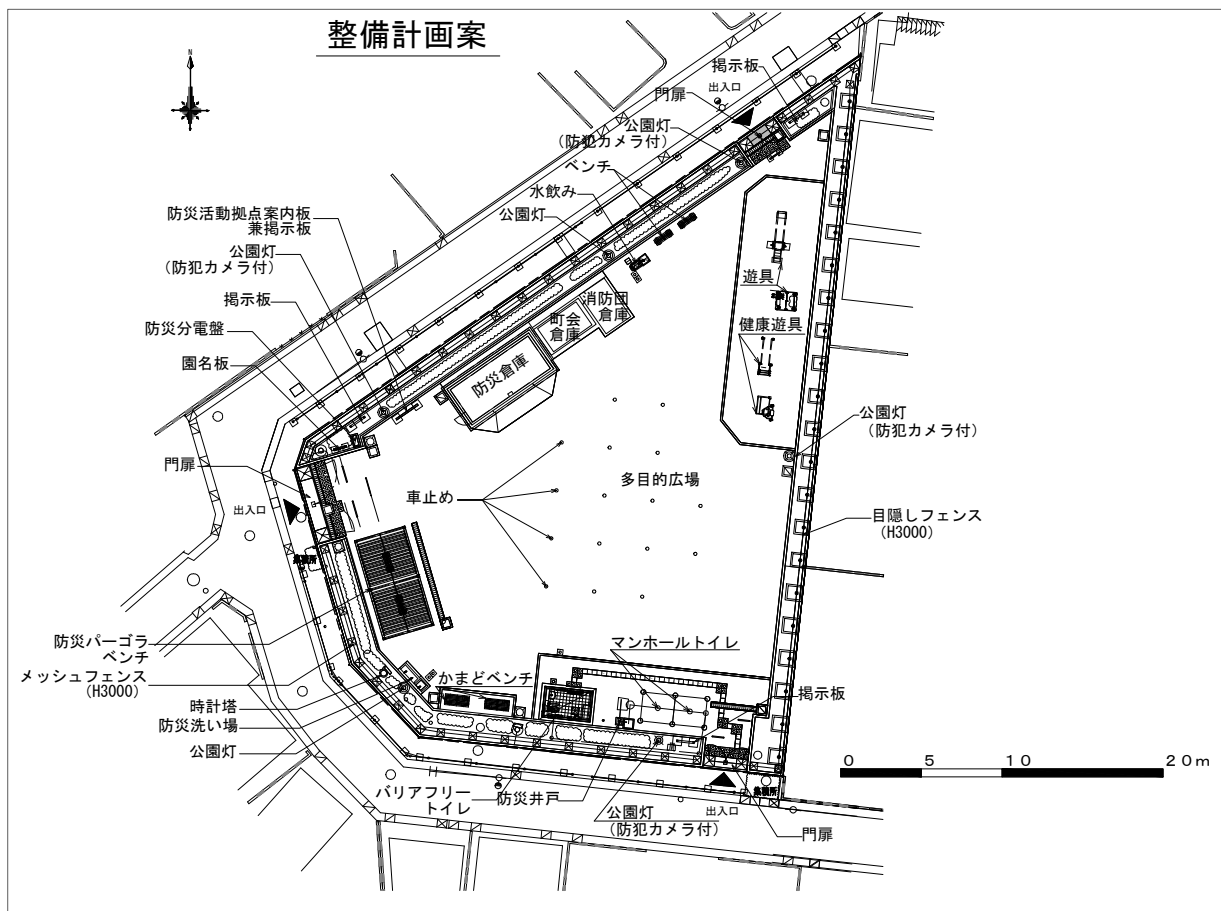 整備計画案
N
掲示板
出入口
門扉
公園灯
(防犯カメラ付)
ベンチ
水飲み
公園灯
防災活動拠点案内板
兼掲示板
公園灯
(防犯カメラ付)
掲示板
防災分電盤
園名板
消防団
倉庫
町会
倉庫
防災倉庫
遊具
健康遊具
公園灯
(防犯カメラ付)
門扉
出入口
車止め
多目的広場
目隠しフェンス
(H3000)
集積所
防災パーゴラ
ベンチ
メッシュフェンス
(H3000)
時計塔
防災洗い場
公園灯
かまどベンチ
マンホールトイレ
掲示板
0 5 10 20m
バリアフリー
トイレ
防災井戸
公園灯
(防犯カメラ付)
出入口
集積所
門扉